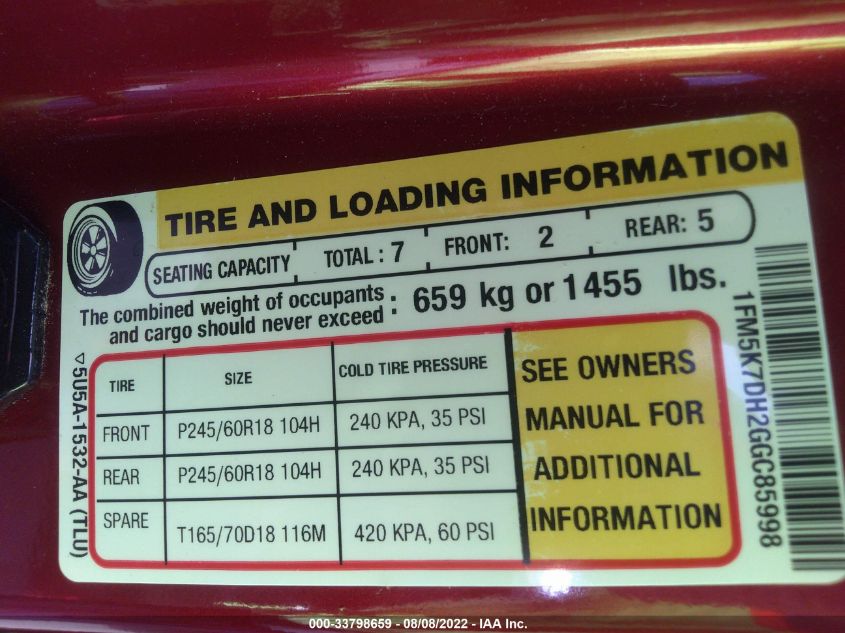 TIRE AND LOADING INFORMATION
SEATING CAPACITY TOTAL : 7 FRONT: 2 REAR: 5
The combined weight of occupants
and cargo should never exceed : 659 kg or 1455 lbs.
TIRE SIZE COLD TIRE PRESSURE
FRONT P245/60R18 104H 240 KPA, 35 PSI
REAR P245/60R18 104H 240 KPA, 35 PSI
SPARE T165/70D18 116M 420 KPA, 60 PSI
SEE OWNERS
MANUAL FOR
ADDITIONAL
INFORMATION
5U5A-1532-AA (TLU)
1FM5K7DH2GGC85998
000-33798659 - 08/08/2022 - IAA Inc.